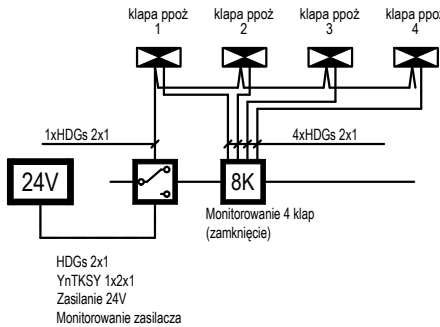 klapa ppoż
1
klapa ppoż
2
klapa ppoż
3
klapa ppoż
4
1xHDGs 2x1
4xHDGs 2x1
24V
8K
Monitorowanie 4 klap
(zamknięcie)
HDGs 2x1
YnTKSY 1x2x1
Zasilanie 24V
Monitorowanie zasilacza